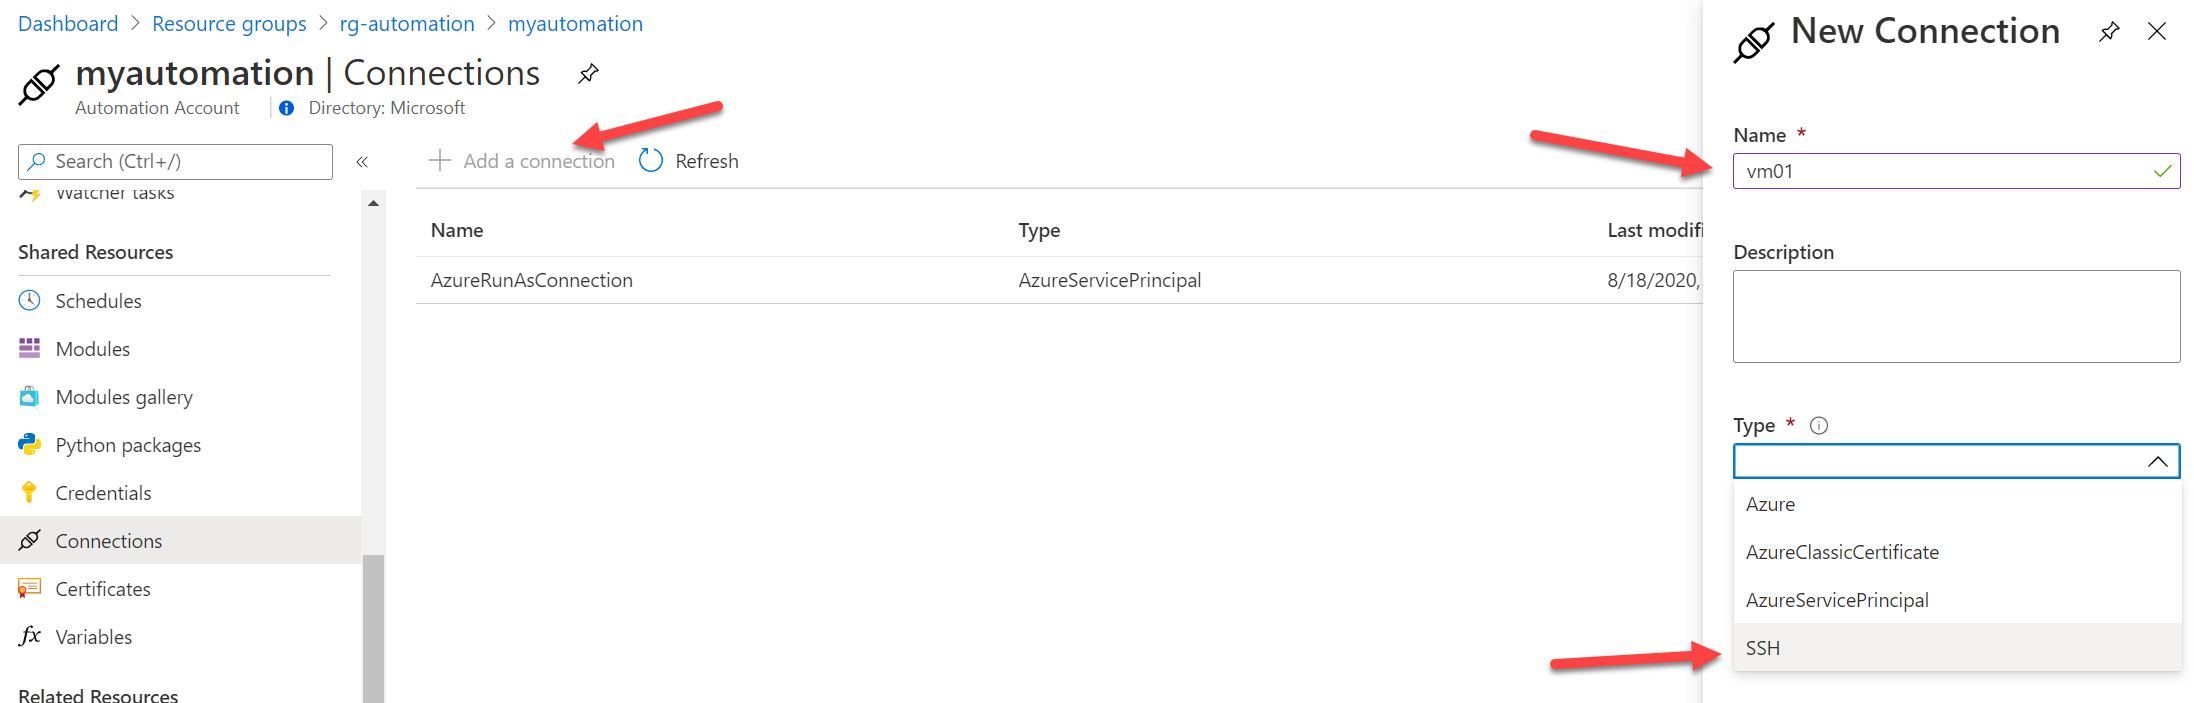 Dashboard > Resource groups > rg-automation > myautomation
myautomation | Connections
Automation Account
Directory: Microsoft
Search (Ctrl+/)
«
Watcher tasks
Shared Resources
Schedules
Modules
Modules gallery
Python packages
Credentials
Connections
Certificates
Variables
Related Resources
+ Add a connection
Refresh
Name Type Last modifi
AzureRunAsConnection AzureServicePrincipal 8/18/2020,
New Connection
Name *
vm01
Description
Type *
Azure
AzureClassicCertificate
AzureServicePrincipal
SSH